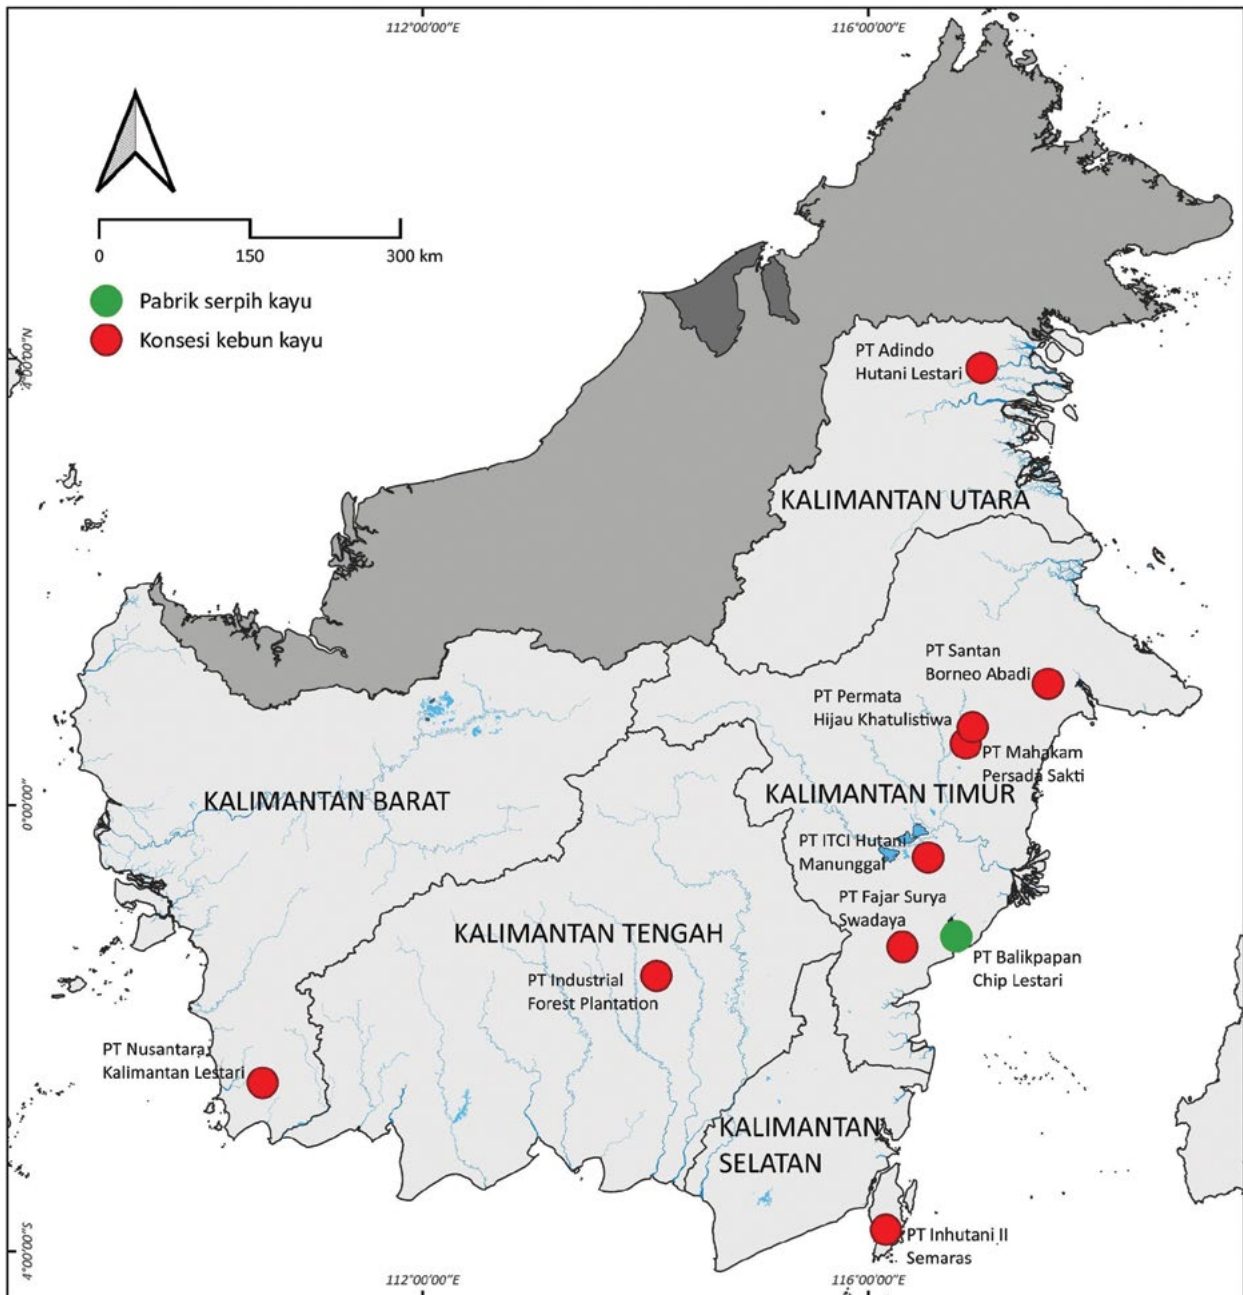 112°00'00"E
116°00'00"E
0
150
300 km
Pabrik serpih kayu
Konsesi kebun kayu
4°00'00"N
PT Adindo
Hutani Lestari
KALIMANTAN UTARA
PT Santan
Borneo Abadi
PT Permata
Hijau Khatulistiwa
PT Mahakam
Persada Sakti
KALIMANTAN BARAT
KALIMANTAN TIMUR
0°00'00"
PT ITCI Hutani
Manunggal
PT Fajar Surya
Swadaya
KALIMANTAN TENGAH
PT Balikpapan
Chip Lestari
PT Industrial
Forest Plantation
PT Nusantara
Kalimantan Lestari
KALIMANTAN
SELATAN
PT Inhutani II
Semaras
4°00'00"S
112°00'00"E
116°00'00"E